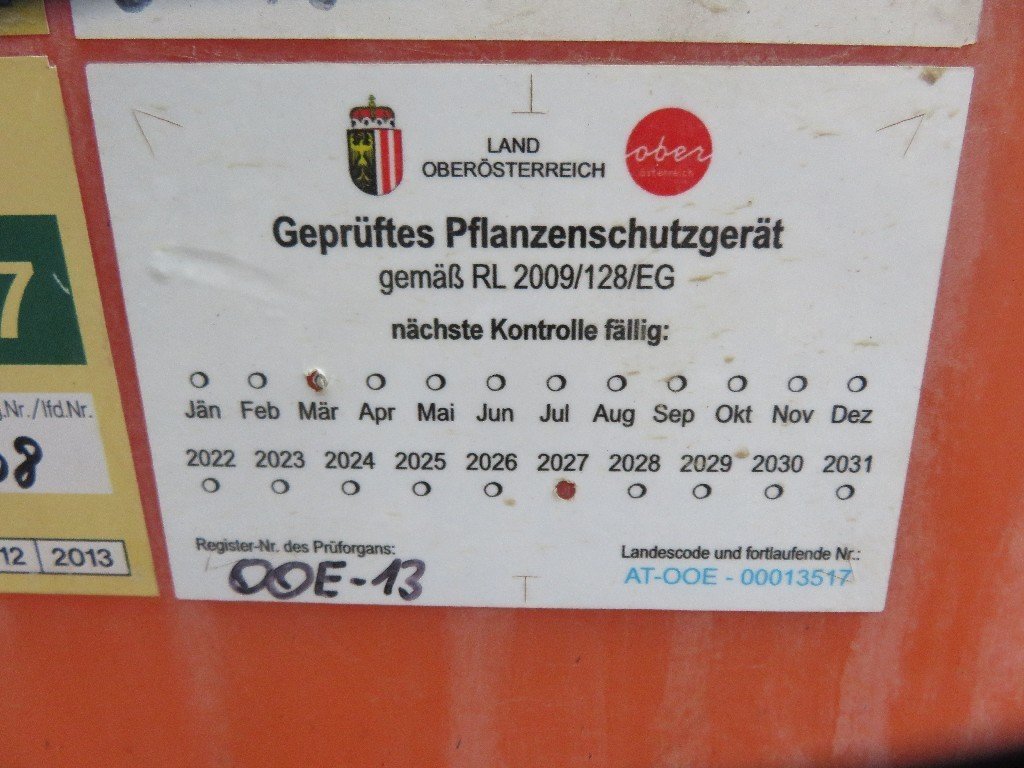 LAND
OBERÖSTERREICH
ober
österreich
Geprüftes Pflanzenschutzgerät
gemäß RL 2009/128/EG
nächste Kontrolle fällig:
Jän Feb Mär Apr Mai Jun Jul Aug Sep Okt Nov Dez
2022 2023 2024 2025 2026 2027 2028 2029 2030 2031
Register-Nr. des Prüforgans:
OOE-13
Landescode und fortlaufende Nr.:
AT-OOE - 00013517
7
.Nr./lfd.Nr.
8
12 2013